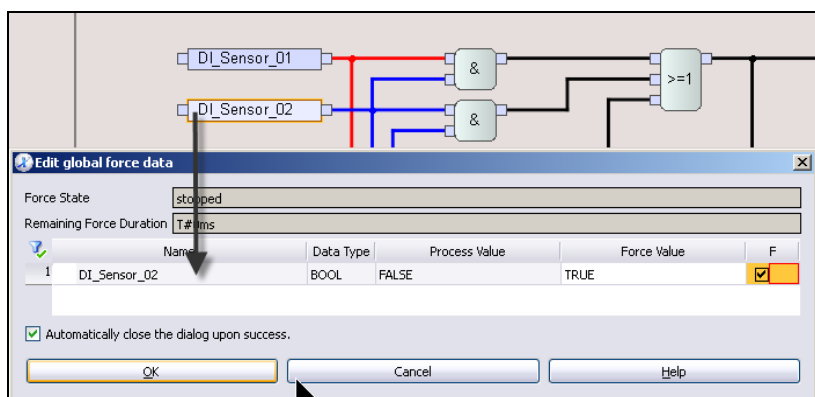 DI_Sensor_01
&
>=1
DI_Sensor_02
&
Edit global force data
Force State stopped
Remaining Force Duration T#0ms
Name Data Type Process Value Force Value F
1 DI_Sensor_02 BOOL FALSE TRUE
Automatically close the dialog upon success.
OK Cancel Help